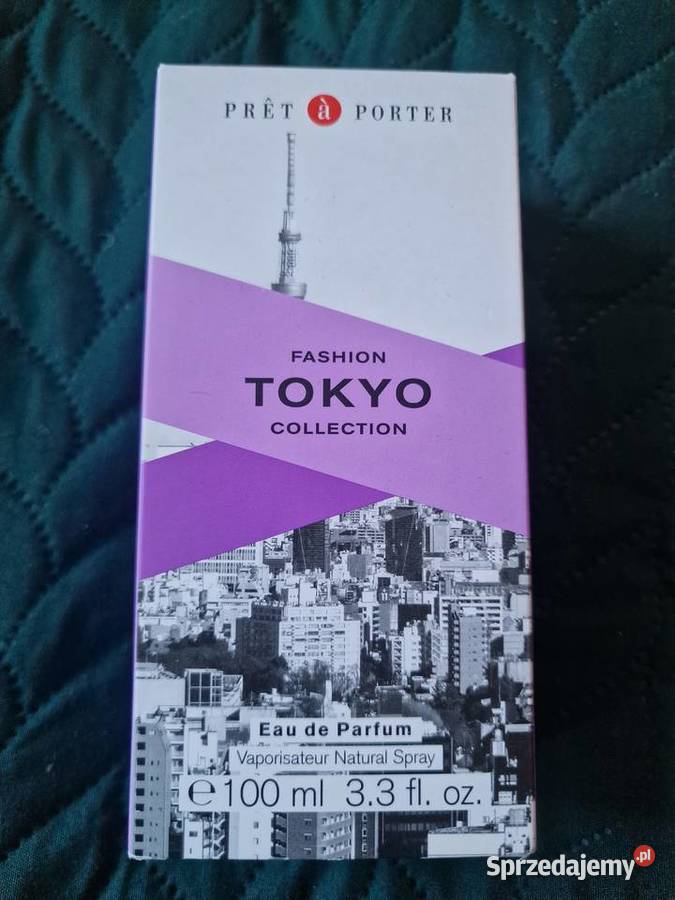 PRÊT à PORTER
FASHION
TOKYO
COLLECTION
Eau de Parfum
Vaporisateur Natural Spray
℮100 ml 3.3 fl. oz.
Sprzedajemy.pl